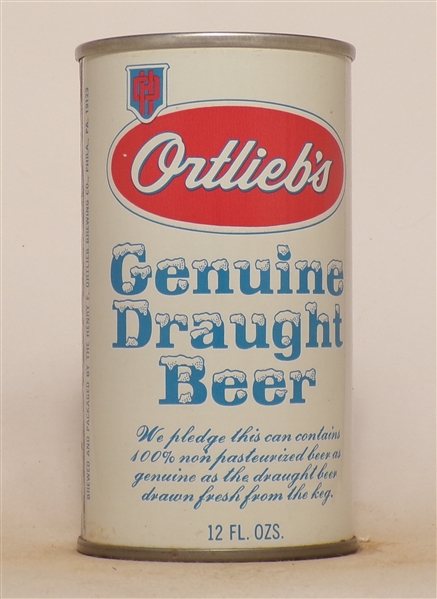 Ortlieb's
Genuine
Draught
Beer
We pledge this can contains
100% non pasteurized beer as
genuine as the draught beer
drawn fresh from the keg.
12 FL. OZS.
BREWED AND PACKAGED BY THE HENRY F. ORTLIEB BREWING CO., PHILA., PA. 19123